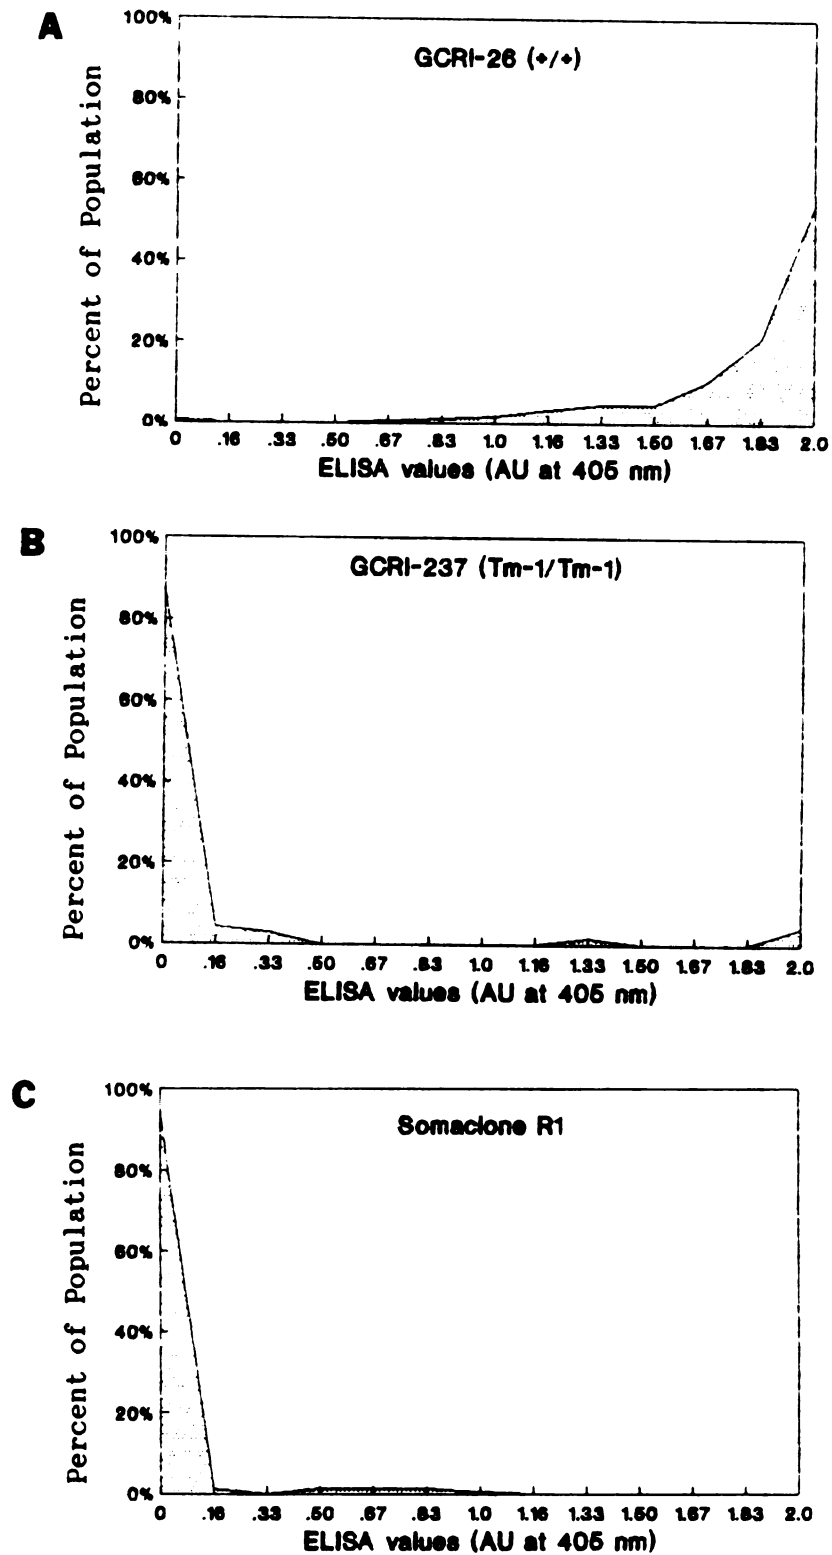 A
GCRI-26 (+/+)
Percent of Population
100%
80%
60%
40%
20%
0%
0 .16 .33 .50 .67 .83 1.0 1.16 1.33 1.50 1.67 1.83 2.0
ELISA values (AU at 405 nm)
B
GCRI-237 (Tm-1/Tm-1)
Percent of Population
100%
80%
60%
40%
20%
0%
0 .16 .33 .50 .67 .83 1.0 1.16 1.33 1.50 1.67 1.83 2.0
ELISA values (AU at 405 nm)
C
Somaclone R1
Percent of Population
100%
80%
60%
40%
20%
0%
0 .16 .33 .50 .67 .83 1.0 1.16 1.33 1.50 1.67 1.83 2.0
ELISA values (AU at 405 nm)